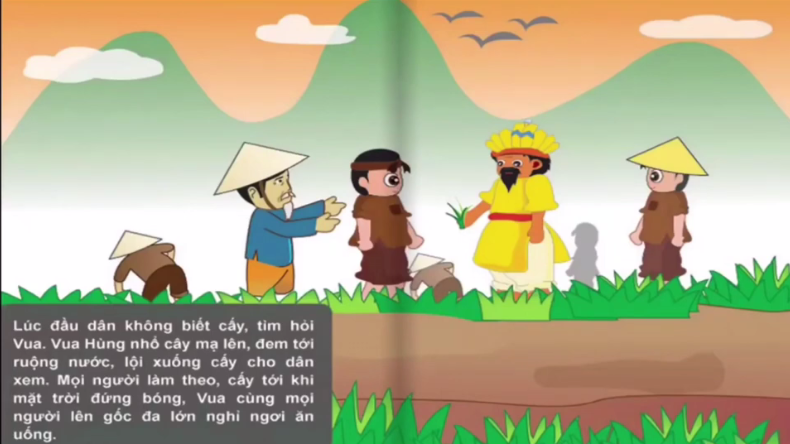 Lúc đầu dân không biết cấy, tìm hỏi
Vua. Vua Hùng nhổ cây mạ lên, đem tới
ruộng nước, lội xuống cấy cho dân
xem. Mọi người làm theo, cấy tới khi
mặt trời đứng bóng, Vua cùng mọi
người lên gốc đa lớn nghỉ ngơi ăn
uống.